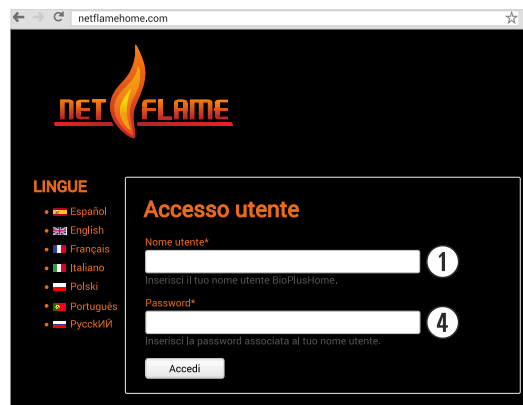 netflamehome.com
NET FLAME
LINGUE
Español
English
Français
Italiano
Polski
Português
РусскИЙ
Accesso utente
Nome utente*
1
Inserisci il tuo nome utente BioPlusHome.
Password*
4
Inserisci la password associata al tuo nome utente.
Accedi